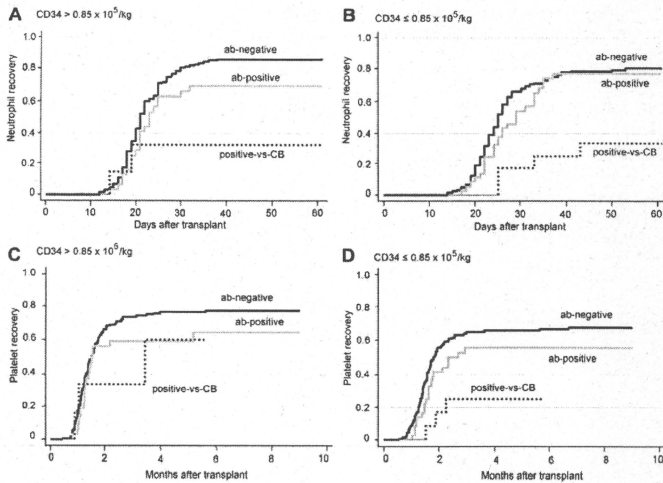 A
CD34 > 0.85 x 10⁵/kg
Neutrophil recovery
1.0
0.8
0.6
0.4
0.2
0
0 10 20 30 40 50 60
Days after transplant
ab-negative
ab-positive
positive-vs-CB
B
CD34 ≤ 0.85 x 10⁵/kg
Neutrophil recovery
1.0
0.8
0.6
0.4
0.2
0.0
0 10 20 30 40 50 60
Days after transplant
ab-negative
ab-positive
positive-vs-CB
C
CD34 > 0.85 x 10⁵/kg
Platelet recovery
1.0
0.8
0.6
0.4
0.2
0
0 2 4 6 8 10
Months after transplant
ab-negative
ab-positive
positive-vs-CB
D
CD34 ≤ 0.85 x 10⁵/kg
Platelet recovery
1.0
0.8
0.6
0.4
0.2
0
0 2 4 6 8 10
Months after transplant
ab-negative
ab-positive
positive-vs-CB